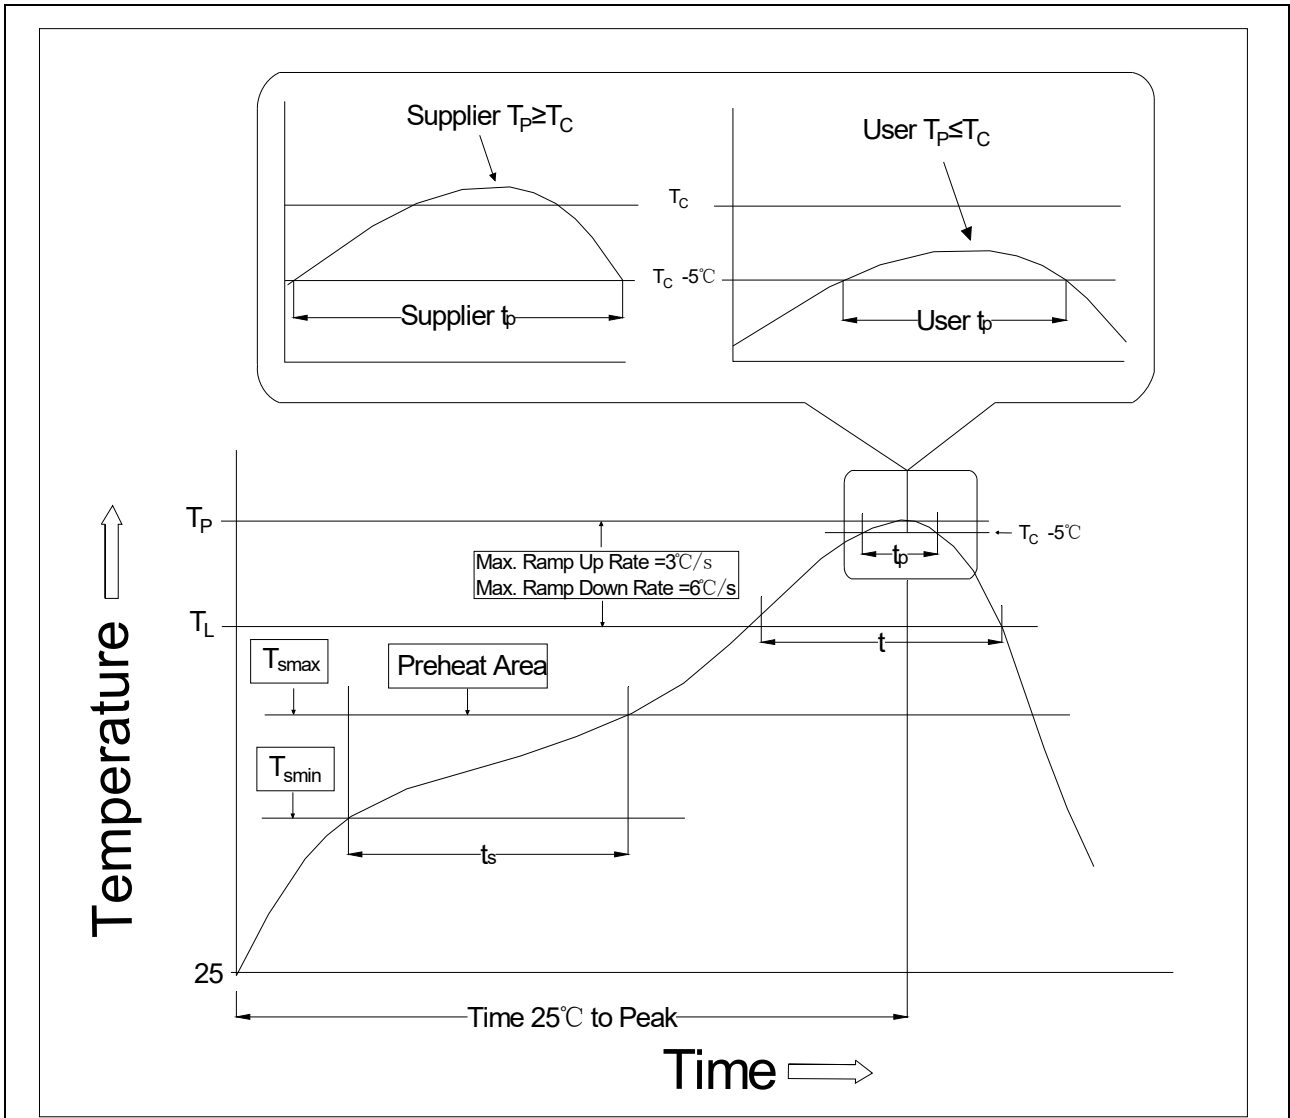 Supplier TP≥TC
User TP≤TC
TC
TC -5℃
Supplier tp
User tp
TP
TC -5℃
tp
Max. Ramp Up Rate =3℃/s
Max. Ramp Down Rate =6℃/s
TL
t
Tsmax
Preheat Area
Tsmin
ts
Temperature
25
Time 25℃ to Peak
Time